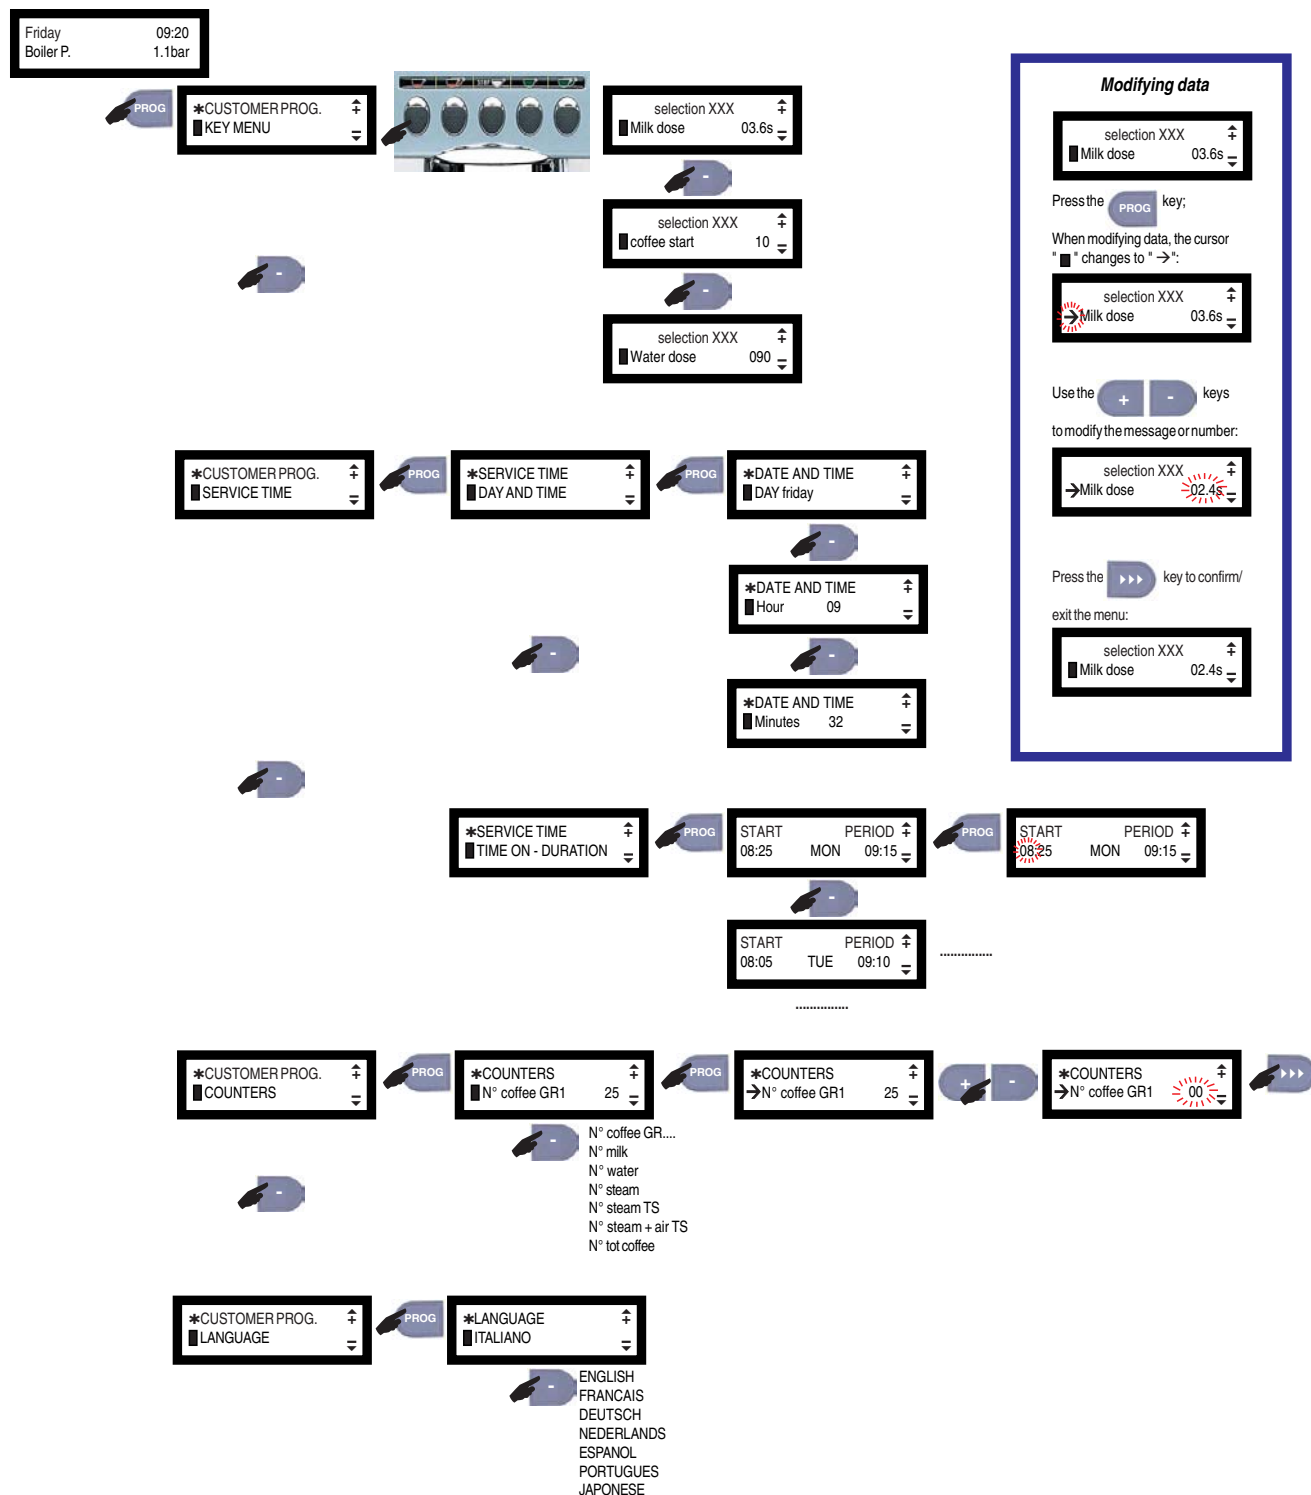 Friday 09:20
Boiler P. 1.1bar
PROG
✱CUSTOMER PROG.
KEY MENU
selection XXX
Milk dose 03.6s
-
selection XXX
coffee start 10
-
-
selection XXX
Water dose 090
Modifying data
selection XXX
Milk dose 03.6s
Press the PROG key;
When modifying data, the cursor
" ■ " changes to " → ":
selection XXX
→Milk dose 03.6s
Use the + - keys
to modify the message or number:
selection XXX
→Milk dose 02.4s
Press the ▸▸▸ key to confirm/
exit the menu:
selection XXX
Milk dose 02.4s
✱CUSTOMER PROG.
SERVICE TIME
PROG
✱SERVICE TIME
DAY AND TIME
PROG
✱DATE AND TIME
DAY friday
-
✱DATE AND TIME
Hour 09
-
-
✱DATE AND TIME
Minutes 32
-
✱SERVICE TIME
TIME ON - DURATION
PROG
START PERIOD
08:25 MON 09:15
PROG
START PERIOD
08:25 MON 09:15
-
START PERIOD
08:05 TUE 09:10
...............
...............
✱CUSTOMER PROG.
COUNTERS
PROG
✱COUNTERS
N° coffee GR1 25
PROG
✱COUNTERS
→N° coffee GR1 25
+ -
✱COUNTERS
→N° coffee GR1 00
▸▸▸
-
N° coffee GR....
N° milk
N° water
N° steam
N° steam TS
N° steam + air TS
N° tot coffee
-
✱CUSTOMER PROG.
LANGUAGE
PROG
✱LANGUAGE
ITALIANO
-
ENGLISH
FRANCAIS
DEUTSCH
NEDERLANDS
ESPANOL
PORTUGUES
JAPONESE